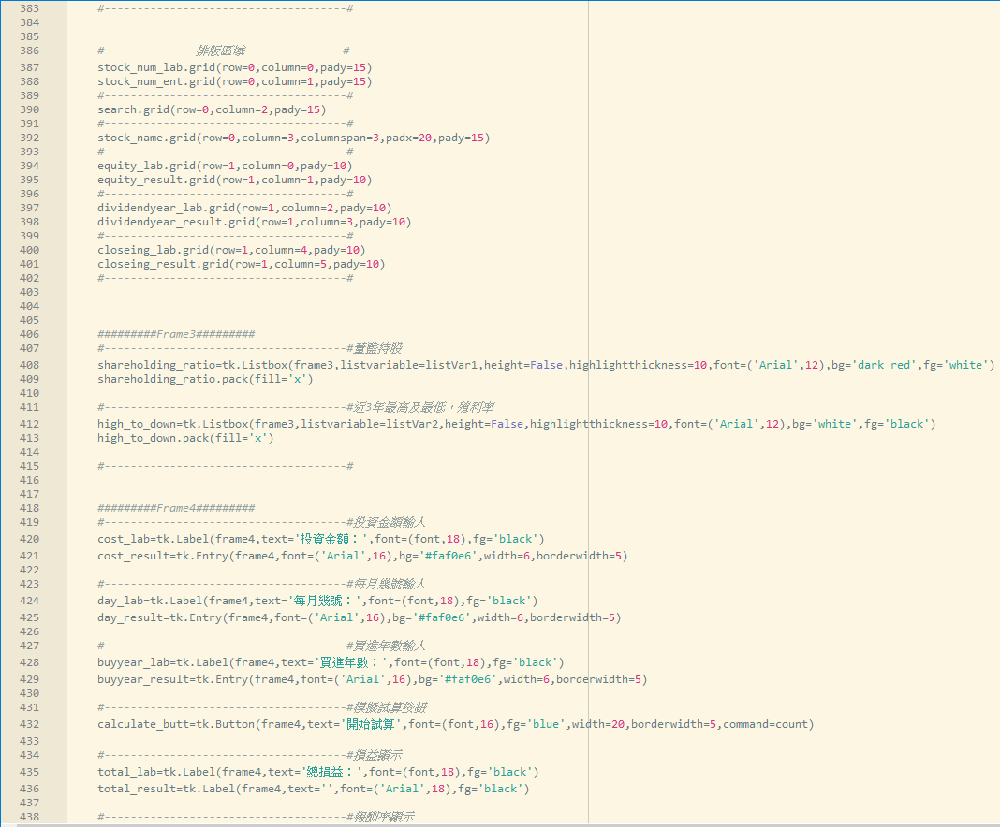 383 #-------------------------------------#
384
385
386 #--------------排版區域---------------#
387 stock_num_lab.grid(row=0,column=0,pady=15)
388 stock_num_ent.grid(row=0,column=1,pady=15)
389 #-------------------------------------#
390 search.grid(row=0,column=2,pady=15)
391 #-------------------------------------#
392 stock_name.grid(row=0,column=3,columnspan=3,padx=20,pady=15)
393 #-------------------------------------#
394 equity_lab.grid(row=1,column=0,pady=10)
395 equity_result.grid(row=1,column=1,pady=10)
396 #-------------------------------------#
397 dividendyear_lab.grid(row=1,column=2,pady=10)
398 dividendyear_result.grid(row=1,column=3,pady=10)
399 #-------------------------------------#
400 closeing_lab.grid(row=1,column=4,pady=10)
401 closeing_result.grid(row=1,column=5,pady=10)
402 #-------------------------------------#
403
404
405
406 #########Frame3#########
407 #-------------------------------------#董監持股
408 shareholding_ratio=tk.Listbox(frame3,listvariable=listVar1,height=False,highlightthickness=10,font=('Arial',12),bg='dark red',fg='white')
409 shareholding_ratio.pack(fill='x')
410
411 #-------------------------------------#近3年最高及最低，殖利率
412 high_to_down=tk.Listbox(frame3,listvariable=listVar2,height=False,highlightthickness=10,font=('Arial',12),bg='white',fg='black')
413 high_to_down.pack(fill='x')
414
415 #-------------------------------------#
416
417
418 #########Frame4#########
419 #-------------------------------------#投資金額輸入
420 cost_lab=tk.Label(frame4,text='投資金額：',font=(font,18),fg='black')
421 cost_result=tk.Entry(frame4,font=('Arial',16),bg='#faf0e6',width=6,borderwidth=5)
422
423 #-------------------------------------#每月幾號輸入
424 day_lab=tk.Label(frame4,text='每月幾號：',font=(font,18),fg='black')
425 day_result=tk.Entry(frame4,font=('Arial',16),bg='#faf0e6',width=6,borderwidth=5)
426
427 #-------------------------------------#買進年數輸入
428 buyyear_lab=tk.Label(frame4,text='買進年數：',font=(font,18),fg='black')
429 buyyear_result=tk.Entry(frame4,font=('Arial',16),bg='#faf0e6',width=6,borderwidth=5)
430
431 #-------------------------------------#模擬試算按鈕
432 calculate_butt=tk.Button(frame4,text='開始試算',font=(font,16),fg='blue',width=20,borderwidth=5,command=count)
433
434 #-------------------------------------#損益顯示
435 total_lab=tk.Label(frame4,text='總損益：',font=(font,18),fg='black')
436 total_result=tk.Label(frame4,text='',font=('Arial',18),fg='black')
437
438 #-------------------------------------#報酬率顯示